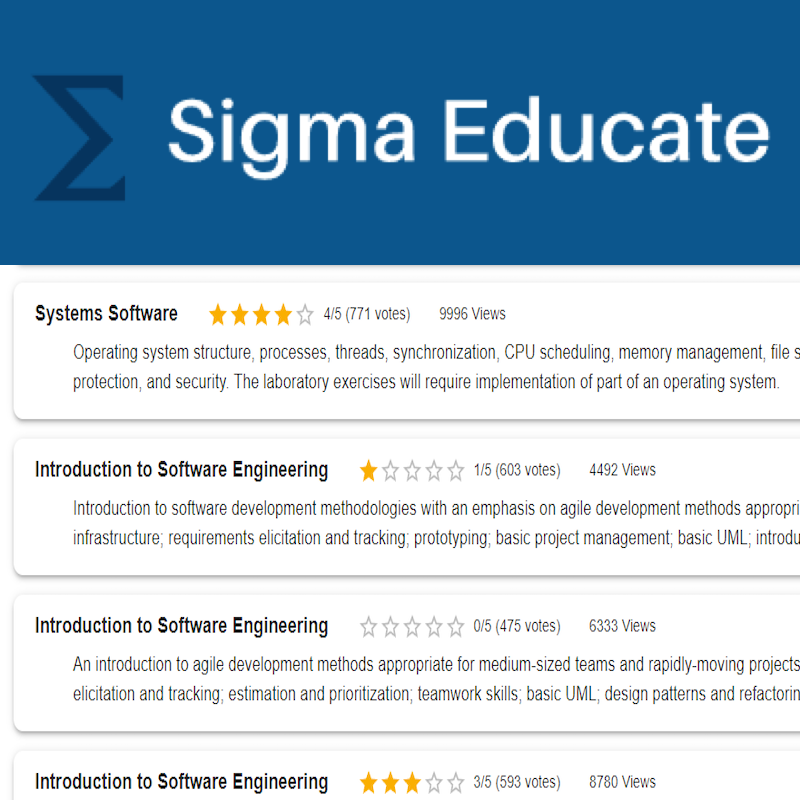 Σ Sigma Educate
Systems Software 4/5 (771 votes) 9996 Views
Operating system structure, processes, threads, synchronization, CPU scheduling, memory management, file
protection, and security. The laboratory exercises will require implementation of part of an operating system.
Introduction to Software Engineering 1/5 (603 votes) 4492 Views
Introduction to software development methodologies with an emphasis on agile development methods
infrastructure; requirements elicitation and tracking; prototyping; basic project management; basic UML;
Introduction to Software Engineering 0/5 (475 votes) 6333 Views
An introduction to agile development methods appropriate for medium-sized teams and rapidly-moving projects
elicitation and tracking; estimation and prioritization; teamwork skills; basic UML; design patterns and
Introduction to Software Engineering 3/5 (593 votes) 8780 Views